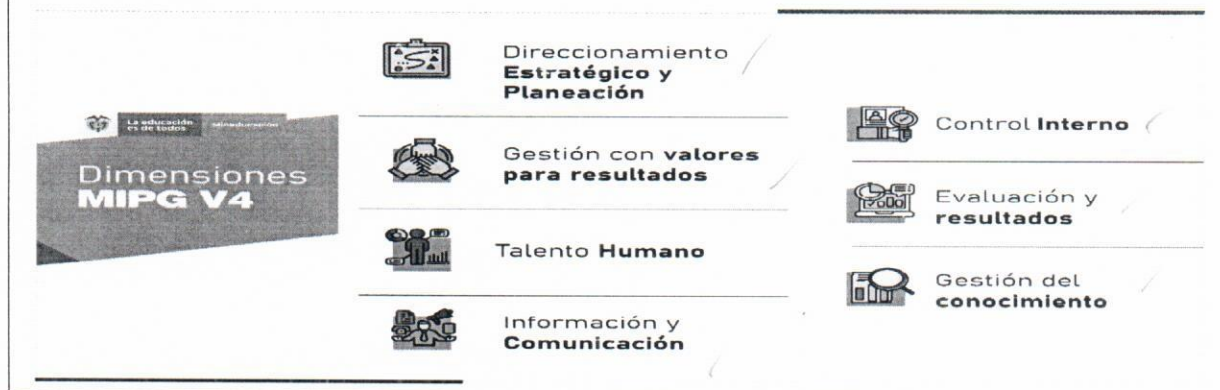 La educación
es de todos
Mineducación
Dimensiones
MIPG V4
Direccionamiento
Estratégico y
Planeación
Gestión con valores
para resultados
Talento Humano
Información y
Comunicación
Control Interno
Evaluación y
resultados
Gestión del
conocimiento